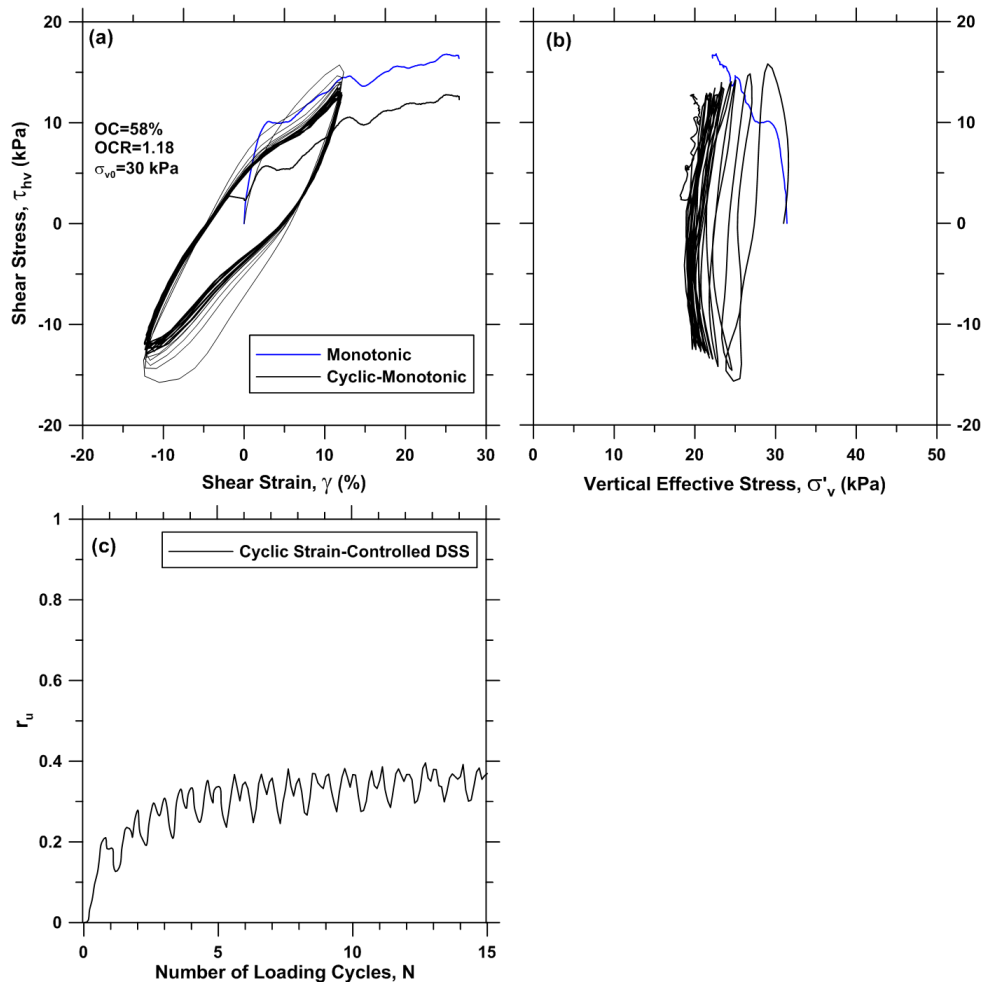 (a)
OC=58%
OCR=1.18
σv0=30 kPa
Monotonic
Cyclic-Monotonic
20
10
0
-10
-20
-20 -10 0 10 20 30
Shear Stress, τhv (kPa)
Shear Strain, γ (%)
(b)
20
10
0
-10
-20
0 10 20 30 40 50
Vertical Effective Stress, σ'v (kPa)
(c)
Cyclic Strain-Controlled DSS
1
0.8
0.6
0.4
0.2
0
0 5 10 15
ru
Number of Loading Cycles, N